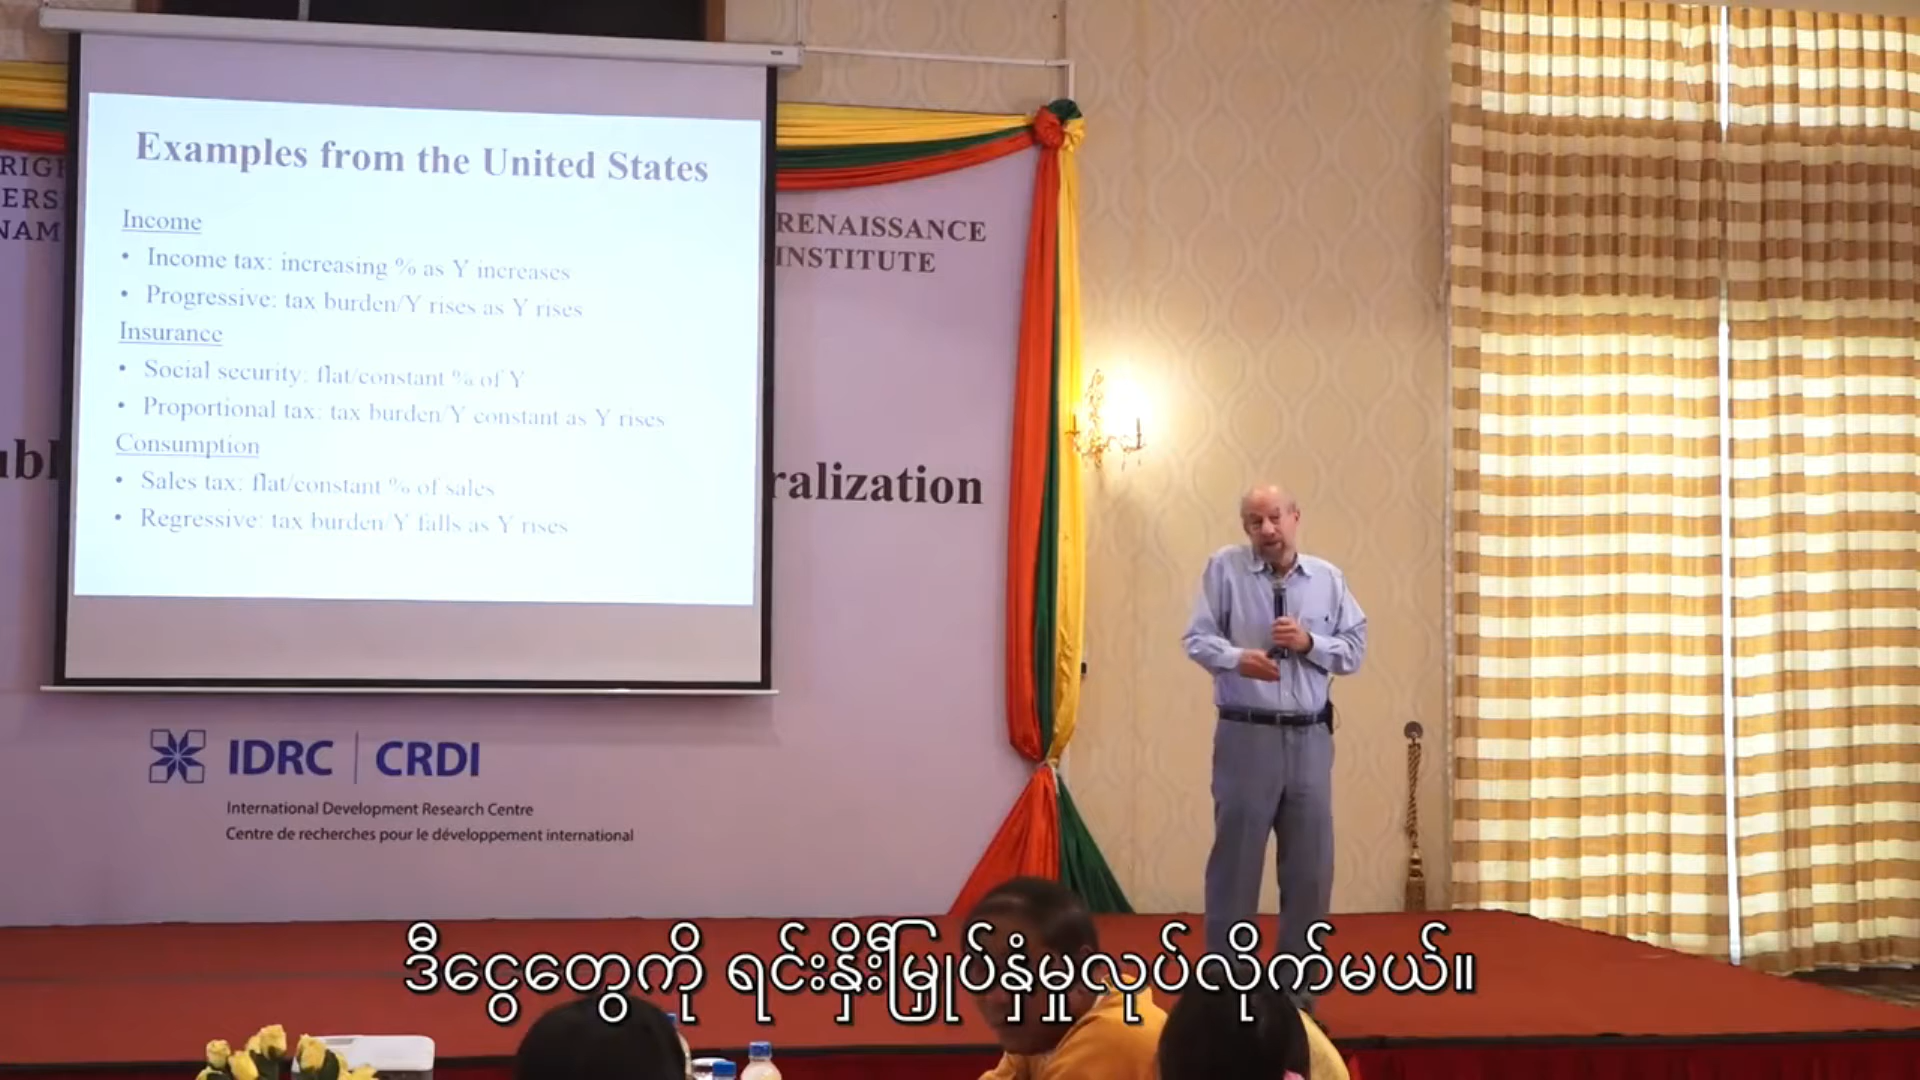 Examples from the United States
Income
• Income tax: increasing % as Y increases
• Progressive: tax burden/Y rises as Y rises
Insurance
• Social security: flat/constant % of Y
• Proportional tax: tax burden/Y constant as Y rises
Consumption
• Sales tax: flat/constant % of sales
• Regressive: tax burden/Y falls as Y rises
RENAISSANCE
INSTITUTE
ralization
IDRC | CRDI
International Development Research Centre
Centre de recherches pour le développement international
ဒီငွေတွေကို ရင်းနှီးမြှုပ်နှံမှုလုပ်လိုက်မယ်။